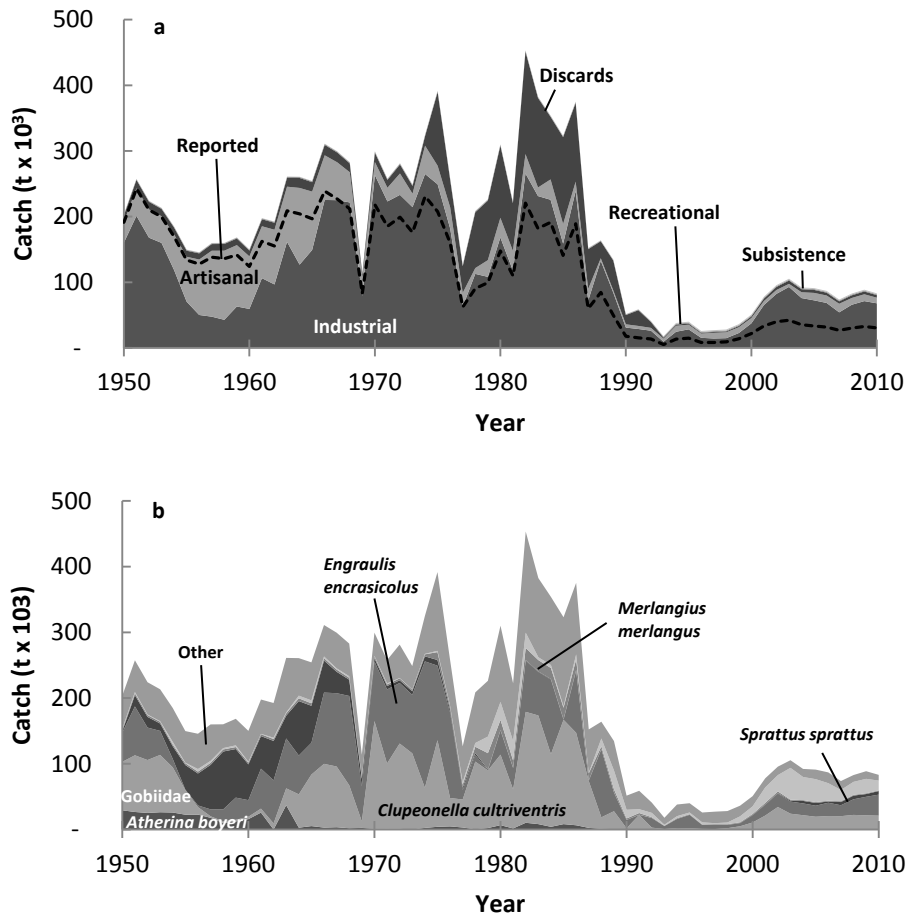 a
500
400
300
200
100
-
Catch (t x 10³)
Reported
Artisanal
Industrial
Discards
Recreational
Subsistence
1950 1960 1970 1980 1990 2000 2010
Year
b
500
400
300
200
100
-
Catch (t x 103)
Other
Engraulis
encrasicolus
Merlangius
merlangus
Sprattus sprattus
Gobiidae
Atherina boyeri
Clupeonella cultriventris
1950 1960 1970 1980 1990 2000 2010
Year